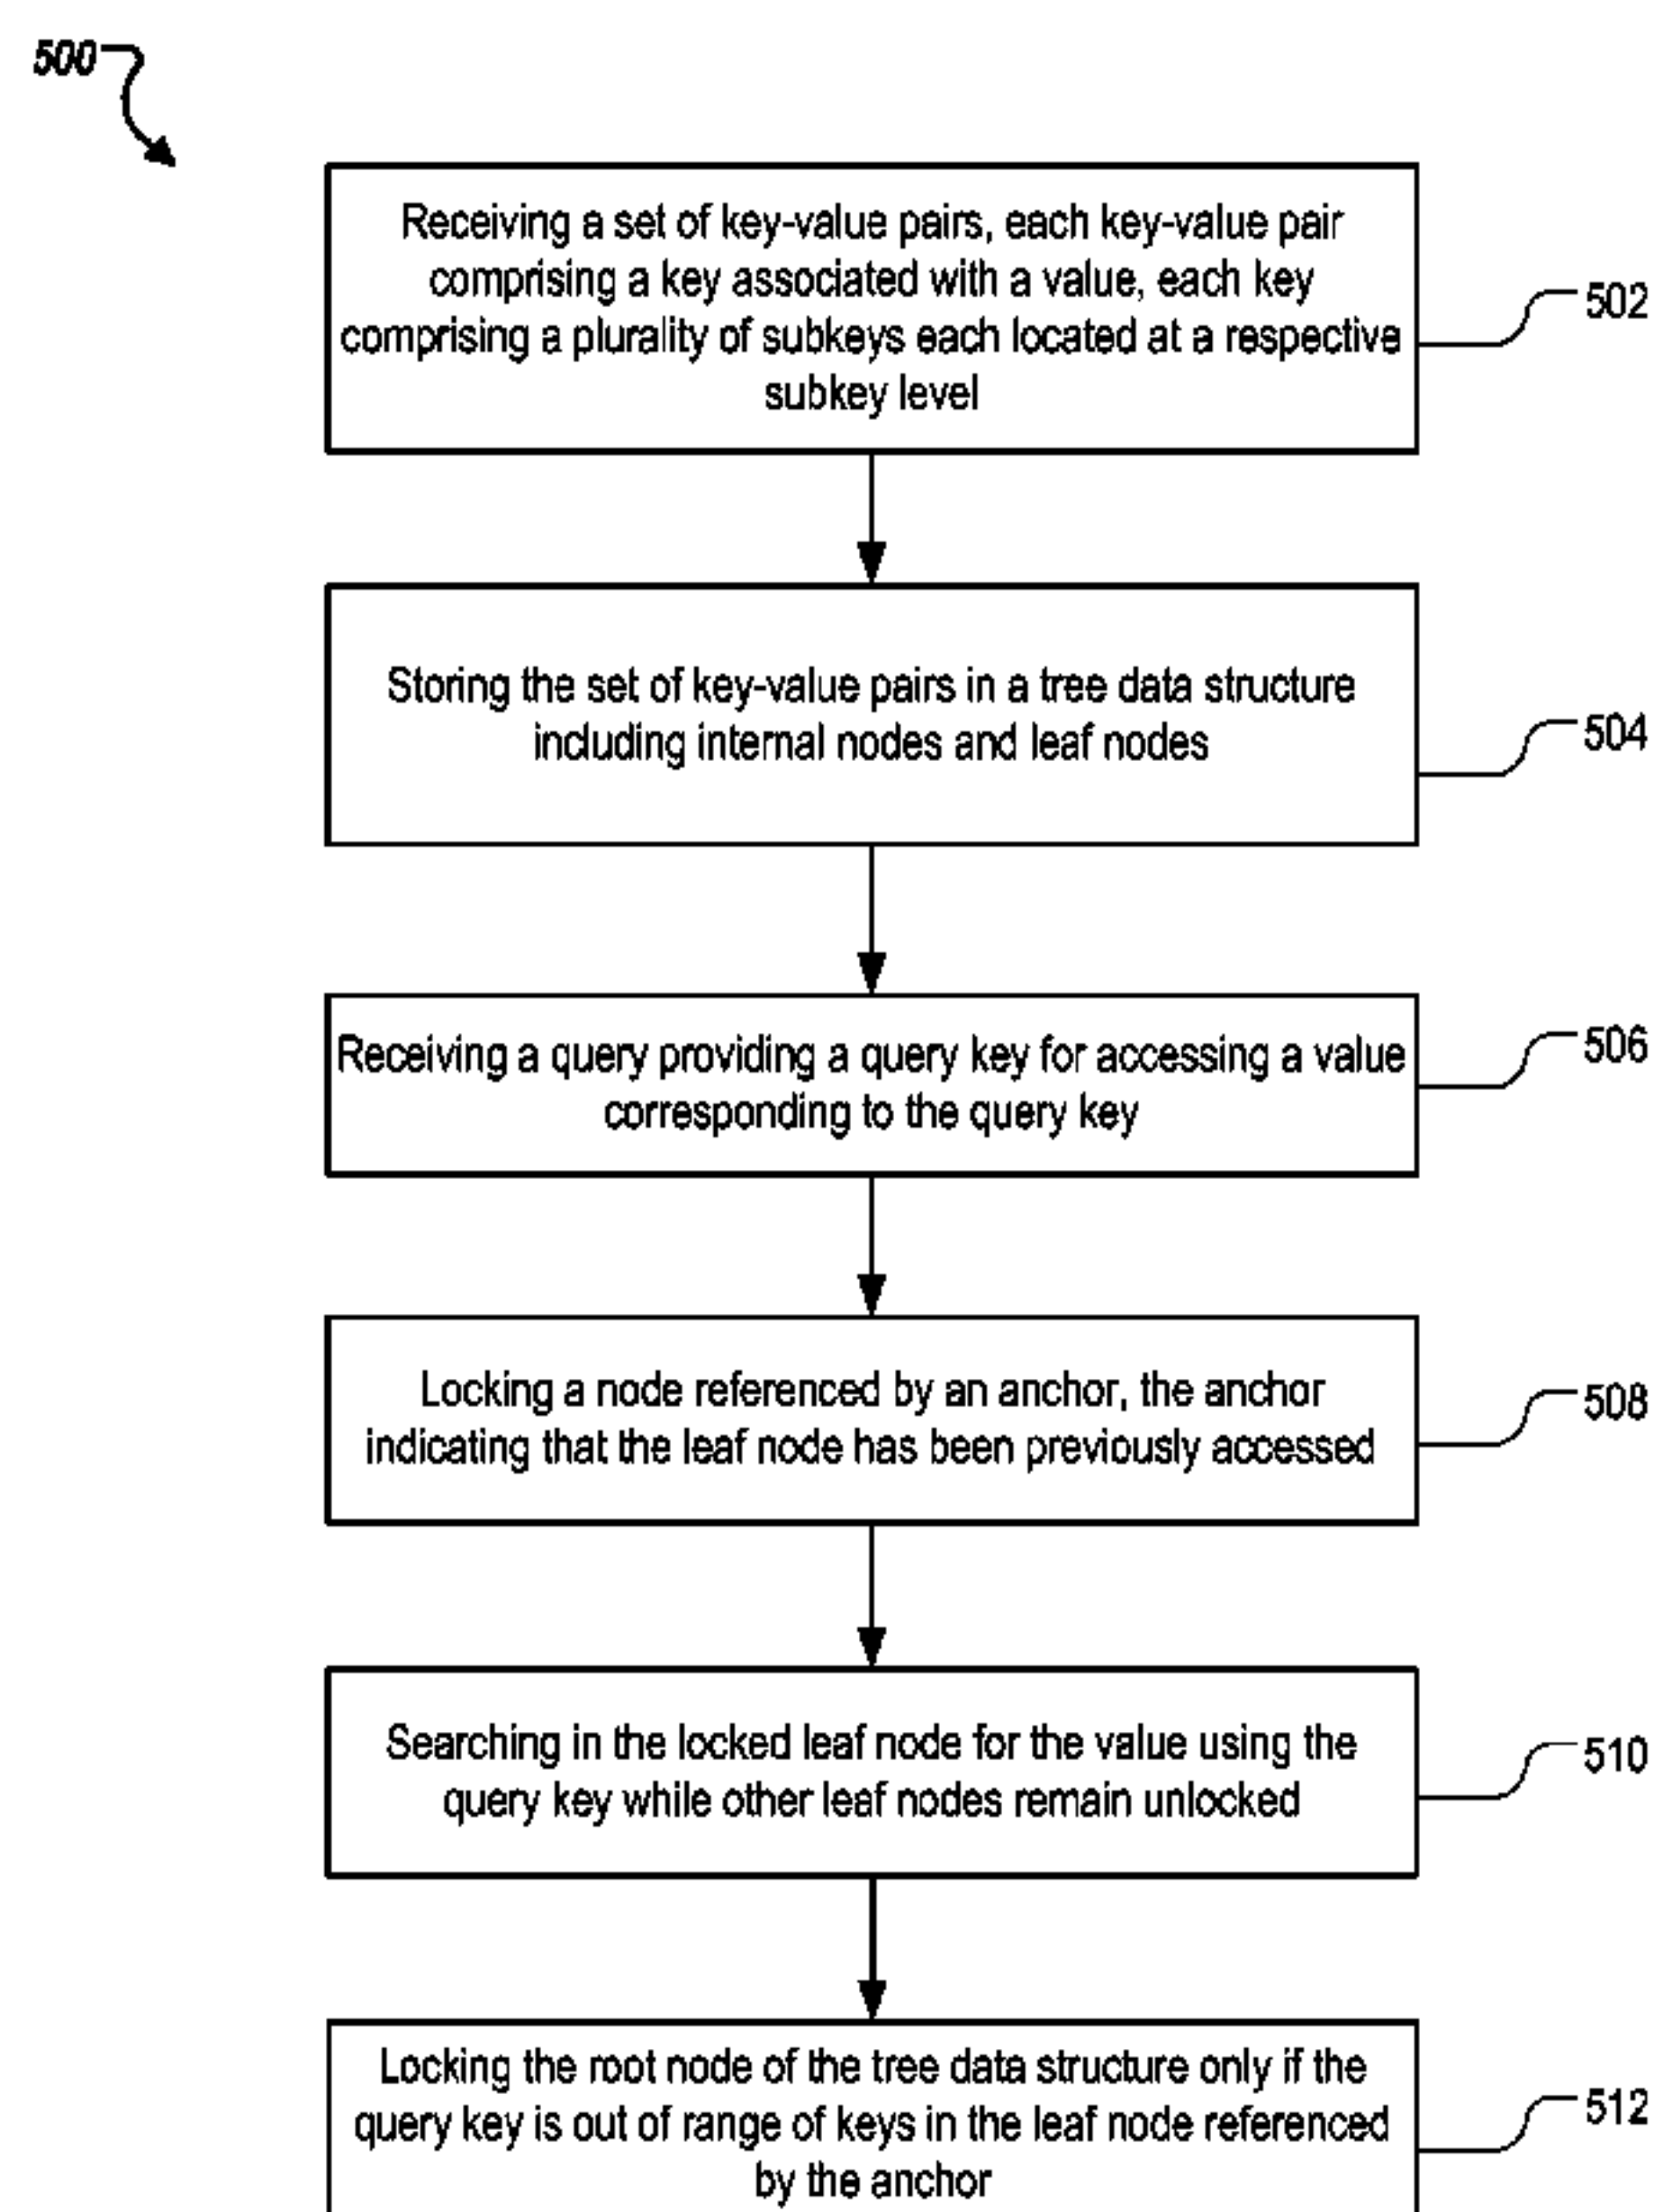 500
Receiving a set of key-value pairs, each key-value pair
comprising a key associated with a value, each key
comprising a plurality of subkeys each located at a respective
subkey level
502
Storing the set of key-value pairs in a tree data structure
including internal nodes and leaf nodes
504
Receiving a query providing a query key for accessing a value
corresponding to the query key
506
Locking a node referenced by an anchor, the anchor
indicating that the leaf node has been previously accessed
508
Searching in the locked leaf node for the value using the
query key while other leaf nodes remain unlocked
510
Locking the root node of the tree data structure only if the
query key is out of range of keys in the leaf node referenced
by the anchor
512